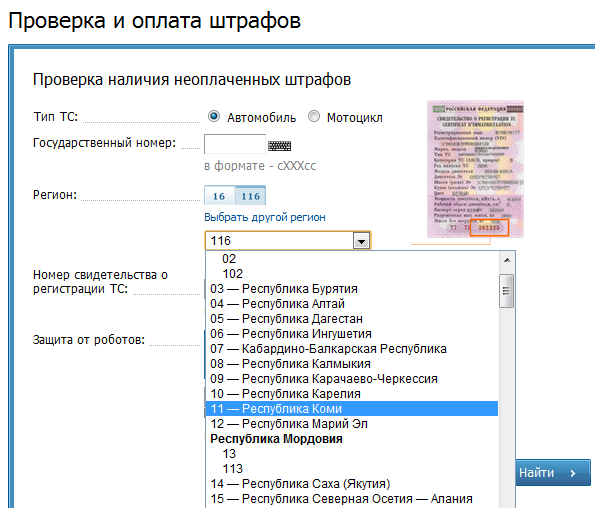 Проверка и оплата штрафов
Проверка наличия неоплаченных штрафов
Тип ТС:
Автомобиль
Мотоцикл
Государственный номер:
в формате - сХХХсс
Регион:
16
116
Выбрать другой регион
116
02
102
03 — Республика Бурятия
04 — Республика Алтай
05 — Республика Дагестан
06 — Республика Ингушетия
07 — Кабардино-Балкарская Республика
08 — Республика Калмыкия
09 — Республика Карачаево-Черкессия
10 — Республика Карелия
11 — Республика Коми
12 — Республика Марий Эл
Республика Мордовия
13
113
14 — Республика Саха (Якутия)
15 — Республика Северная Осетия — Алания
Номер свидетельства о
регистрации ТС:
Защита от роботов:
Найти
РОССИЙСКАЯ ФЕДЕРАЦИЯ
СВИДЕТЕЛЬСТВО О РЕГИСТРАЦИИ ТС
CERTIFICAT D'IMMATRICULATION
382325